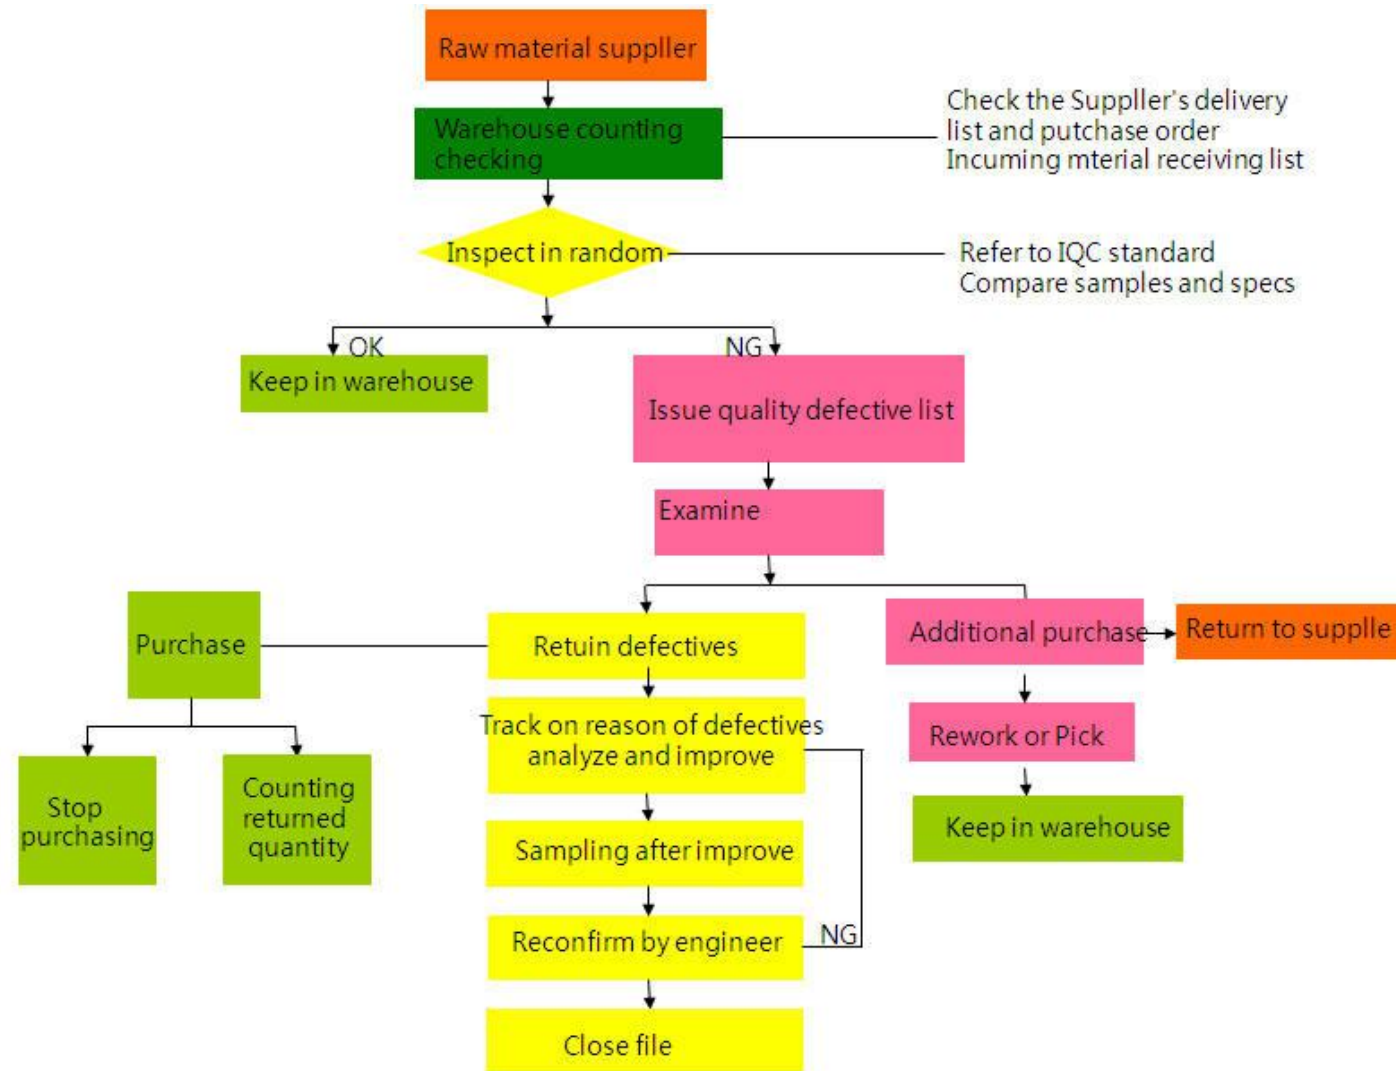 Raw material suppller
Warehouse counting
checking
Check the Suppller's delivery
list and putchase order
Incuming mterial receiving list
Inspect in random
Refer to IQC standard
Compare samples and specs
OK
NG
Keep in warehouse
Issue quality defective list
Examine
Purchase
Retuin defectives
Additional purchase
Return to supplle
Track on reason of defectives
analyze and improve
Rework or Pick
Stop
purchasing
Counting
returned
quantity
Keep in warehouse
Sampling after improve
Reconfirm by engineer
NG
Close file